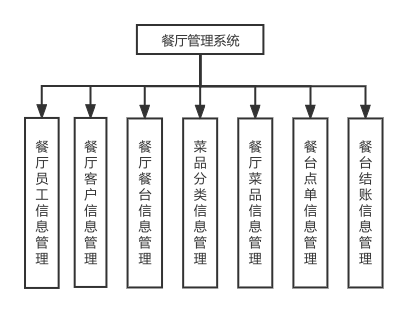 餐厅管理系统
餐厅员工信息管理
餐厅客户信息管理
餐厅餐台信息管理
菜品分类信息管理
餐厅菜品信息管理
餐台点单信息管理
餐台结账信息管理